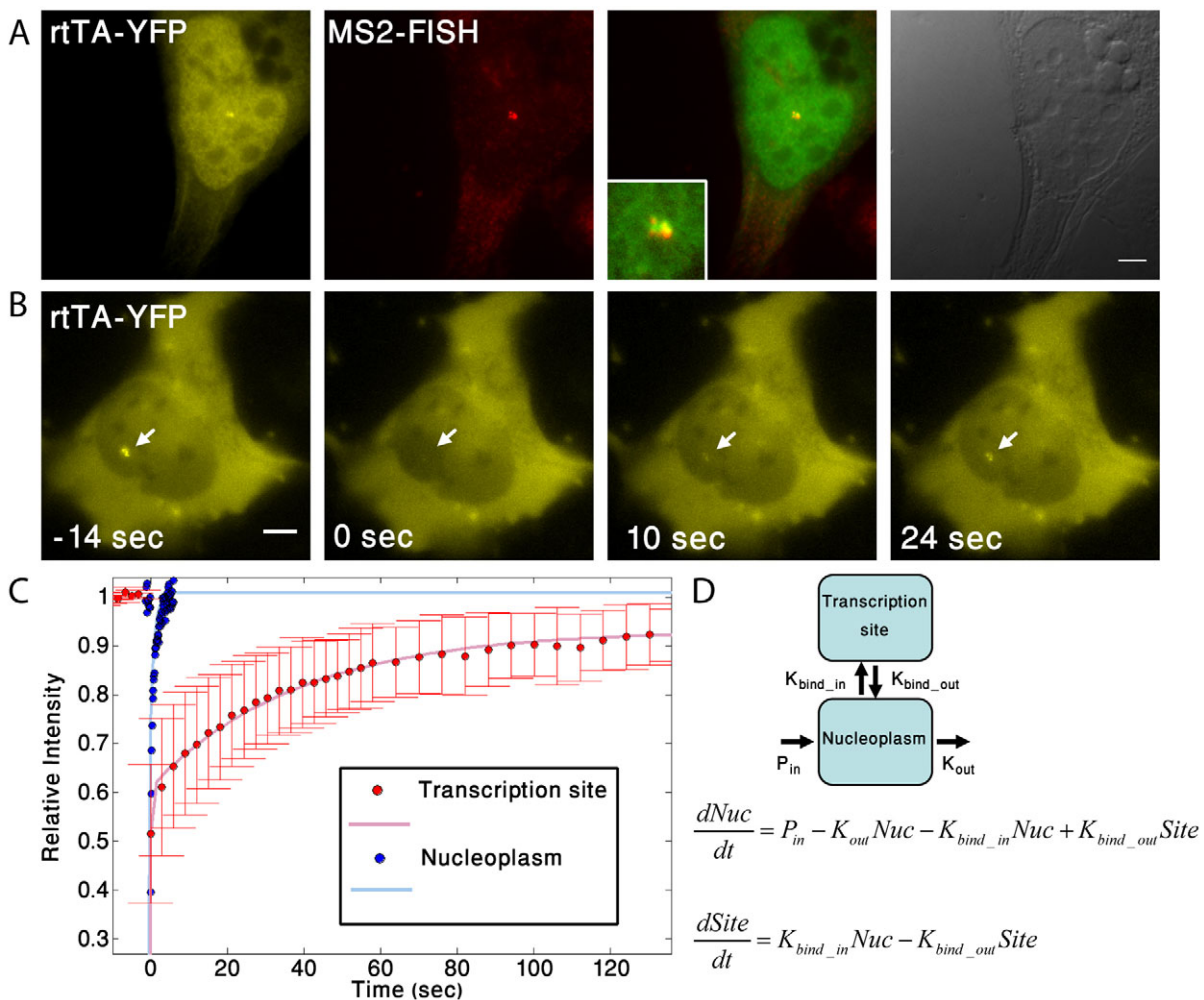 A
rtTA-YFP
MS2-FISH
B
rtTA-YFP
-14 sec
0 sec
10 sec
24 sec
C
1
0.9
0.8
0.7
0.6
0.5
0.4
0.3
Relative Intensity
0 20 40 60 80 100 120
Time (sec)
Transcription site
Nucleoplasm
D
Transcription
site
K_bind_in
K_bind_out
Nucleoplasm
P_in
K_out
dNuc/dt = P_in − K_out Nuc − K_bind_in Nuc + K_bind_out Site
dSite/dt = K_bind_in Nuc − K_bind_out Site